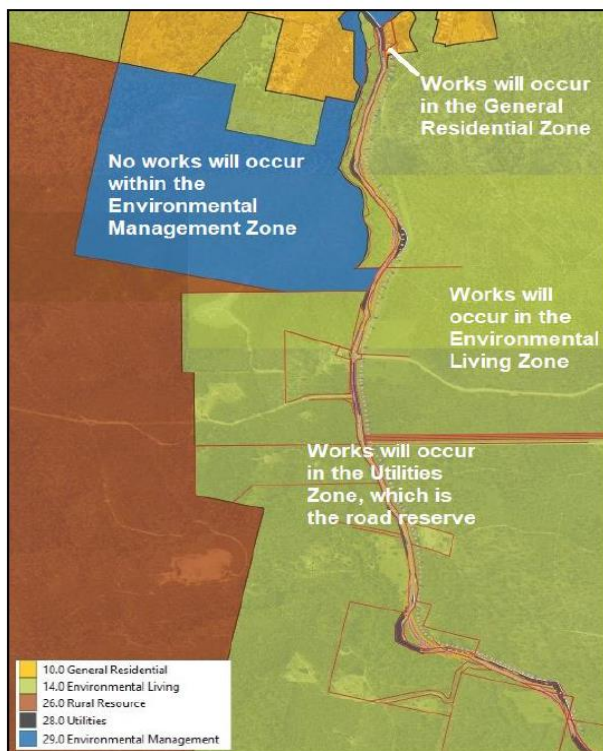 Works will occur
in the General
Residential Zone
No works will occur
within the
Environmental
Management Zone
Works will
occur in the
Environmental
Living Zone
Works will occur
in the Utilities
Zone, which is
the road reserve
10.0 General Residential
14.0 Environmental Living
26.0 Rural Resource
28.0 Utilities
29.0 Environmental Management